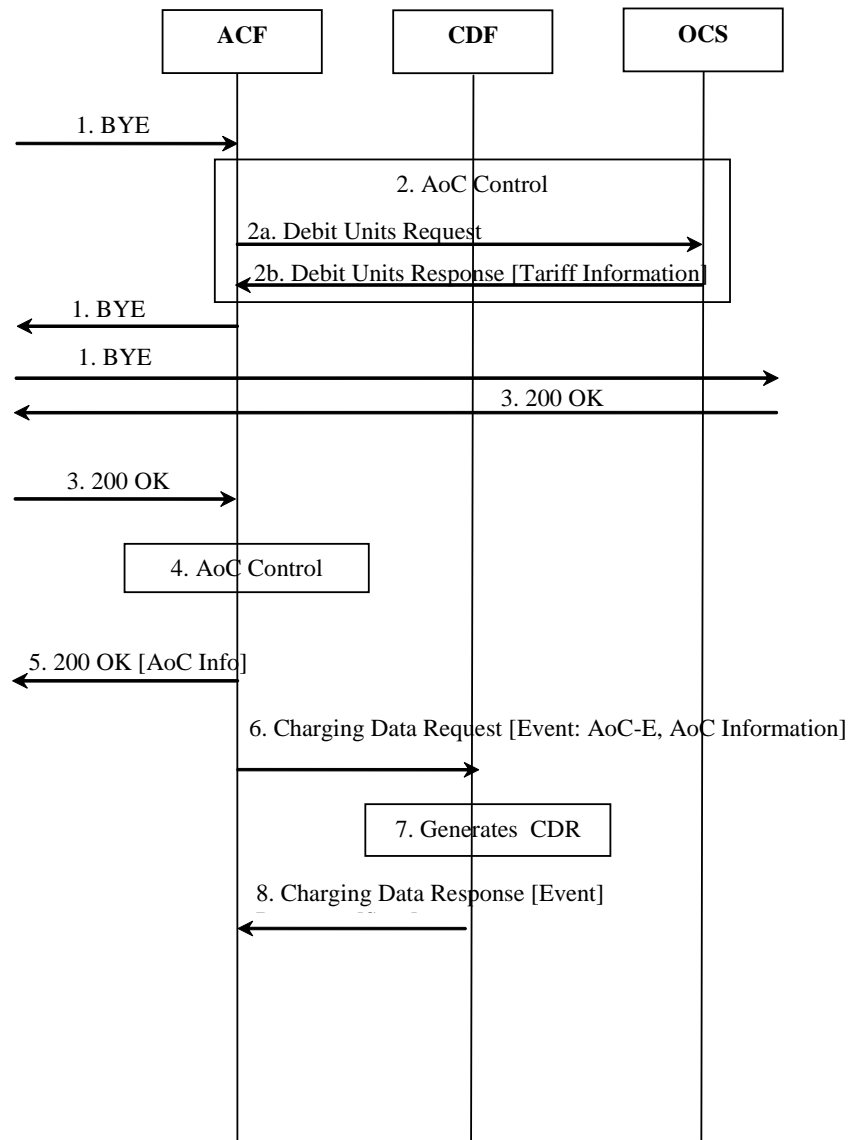 ACF CDF OCS
1. BYE
2. AoC Control
2a. Debit Units Request
2b. Debit Units Response [Tariff Information]
1. BYE
1. BYE
3. 200 OK
3. 200 OK
4. AoC Control
5. 200 OK [AoC Info]
6. Charging Data Request [Event: AoC-E, AoC Information]
7. Generates CDR
8. Charging Data Response [Event]